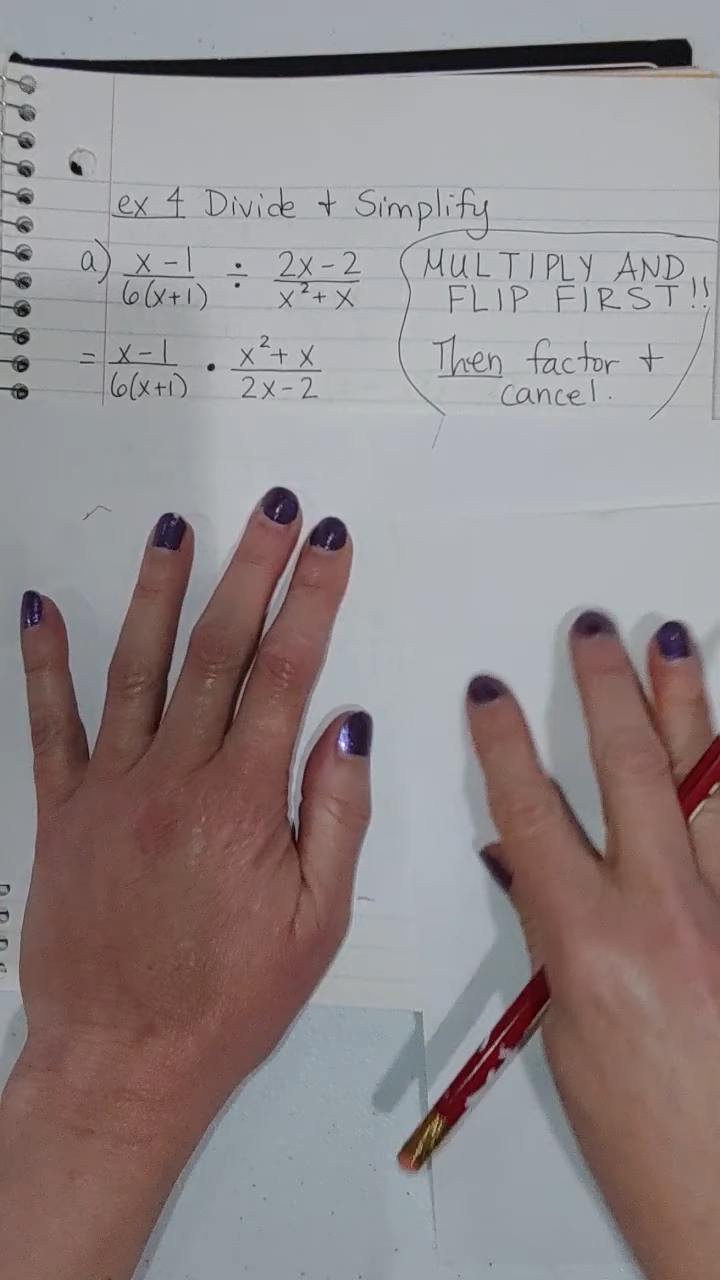 ex 4 Divide + Simplify
a) x - 1 / 6(x+1) ÷ 2x - 2 / x² + x
= x - 1 / 6(x+1) • x² + x / 2x - 2
MULTIPLY AND
FLIP FIRST!!
Then factor +
cancel.